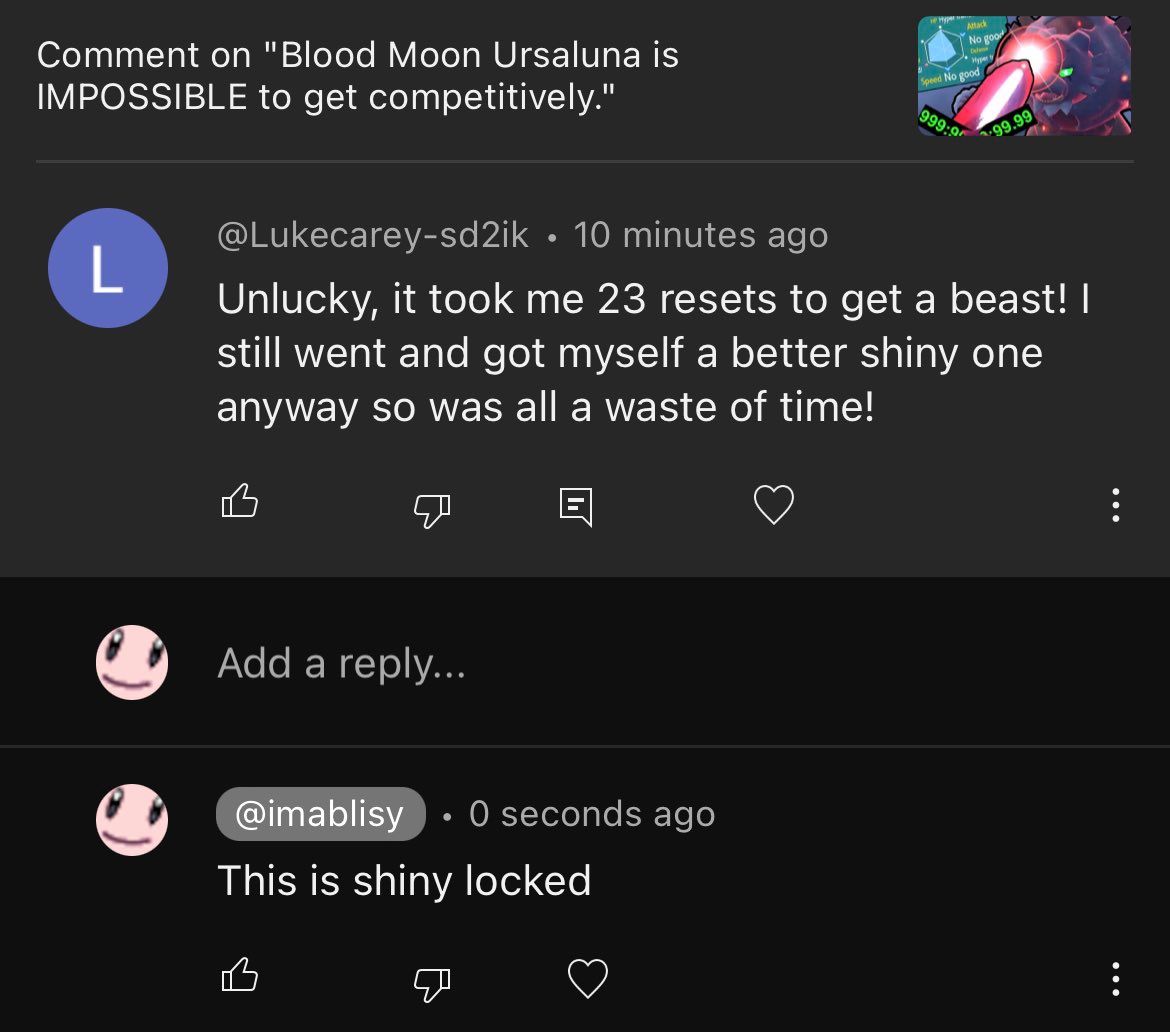 Comment on "Blood Moon Ursaluna is
IMPOSSIBLE to get competitively."
Attack
No good
Defense
Speed No good
99.99
L
@Lukecarey-sd2ik • 10 minutes ago
Unlucky, it took me 23 resets to get a beast! I
still went and got myself a better shiny one
anyway so was all a waste of time!
Add a reply...
@imablisy • 0 seconds ago
This is shiny locked